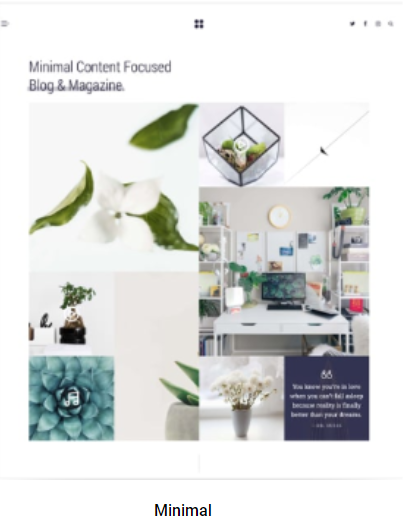 Minimal Content Focused
Blog & Magazine
You know you're in love
when you can't fall asleep
because reality is finally
better than your dreams.
Minimal